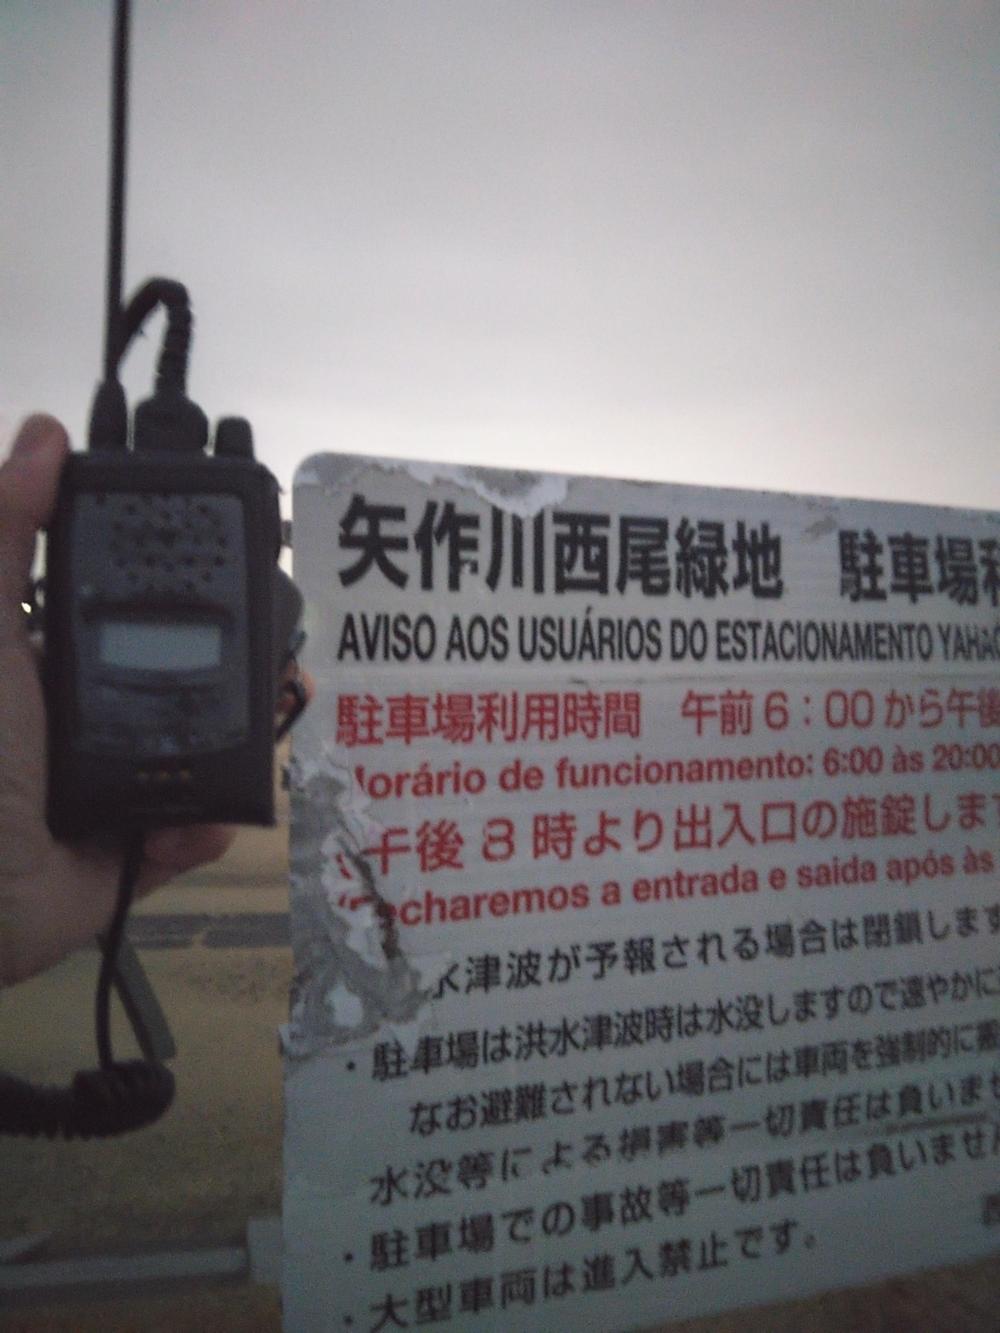 矢作川西尾緑地 駐車場利
AVISO AOS USUÁRIOS DO ESTACIONAMENTO YAHAG
駐車場利用時間 午前6:00から午後
Horário de funcionamento: 6:00 às 20:00
午後8時より出入口の施錠します
Fecharemos a entrada e saida após às
水津波が予報される場合は閉鎖します
・駐車場は洪水津波時は水没しますので速やかに
なお避難されない場合には車両を強制的に搬
水没等による損害等一切責任は負いませ
・駐車場での事故等一切責任は負いません
・大型車両は進入禁止です。
西